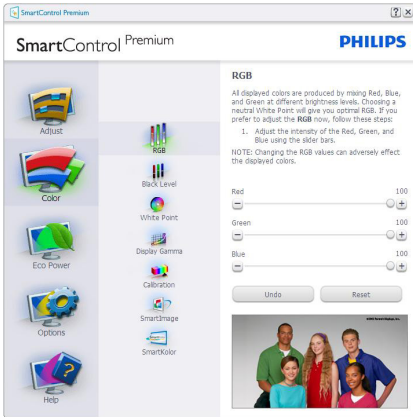 SmartControl Premium
SmartControl Premium
PHILIPS
Adjust
Color
Eco Power
Options
Help
RGB
Black Level
White Point
Display Gamma
Calibration
SmartImage
SmartKolor
RGB
All displayed colors are produced by mixing Red, Blue,
and Green at different brightness levels. Choosing a
neutral White Point will give you optimal RGB. If you
prefer to adjust the RGB now, follow these steps:
1. Adjust the intensity of the Red, Green, and
Blue using the slider bars.
NOTE: Changing the RGB values can adversely effect
the displayed colors.
Red 100
Green 100
Blue 100
Undo Reset